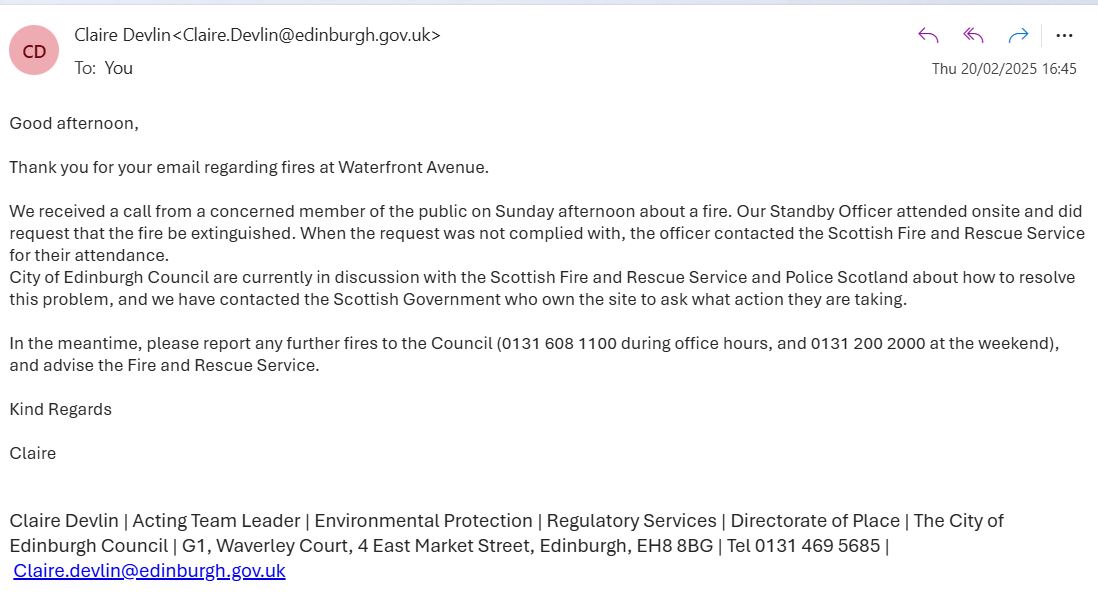 CD
Claire Devlin<Claire.Devlin@edinburgh.gov.uk>
To: You
Thu 20/02/2025 16:45
Good afternoon,
Thank you for your email regarding fires at Waterfront Avenue.
We received a call from a concerned member of the public on Sunday afternoon about a fire. Our Standby Officer attended onsite and did
request that the fire be extinguished. When the request was not complied with, the officer contacted the Scottish Fire and Rescue Service
for their attendance.
City of Edinburgh Council are currently in discussion with the Scottish Fire and Rescue Service and Police Scotland about how to resolve
this problem, and we have contacted the Scottish Government who own the site to ask what action they are taking.
In the meantime, please report any further fires to the Council (0131 608 1100 during office hours, and 0131 200 2000 at the weekend),
and advise the Fire and Rescue Service.
Kind Regards
Claire
Claire Devlin | Acting Team Leader | Environmental Protection | Regulatory Services | Directorate of Place | The City of
Edinburgh Council | G1, Waverley Court, 4 East Market Street, Edinburgh, EH8 8BG | Tel 0131 469 5685 |
Claire.devlin@edinburgh.gov.uk